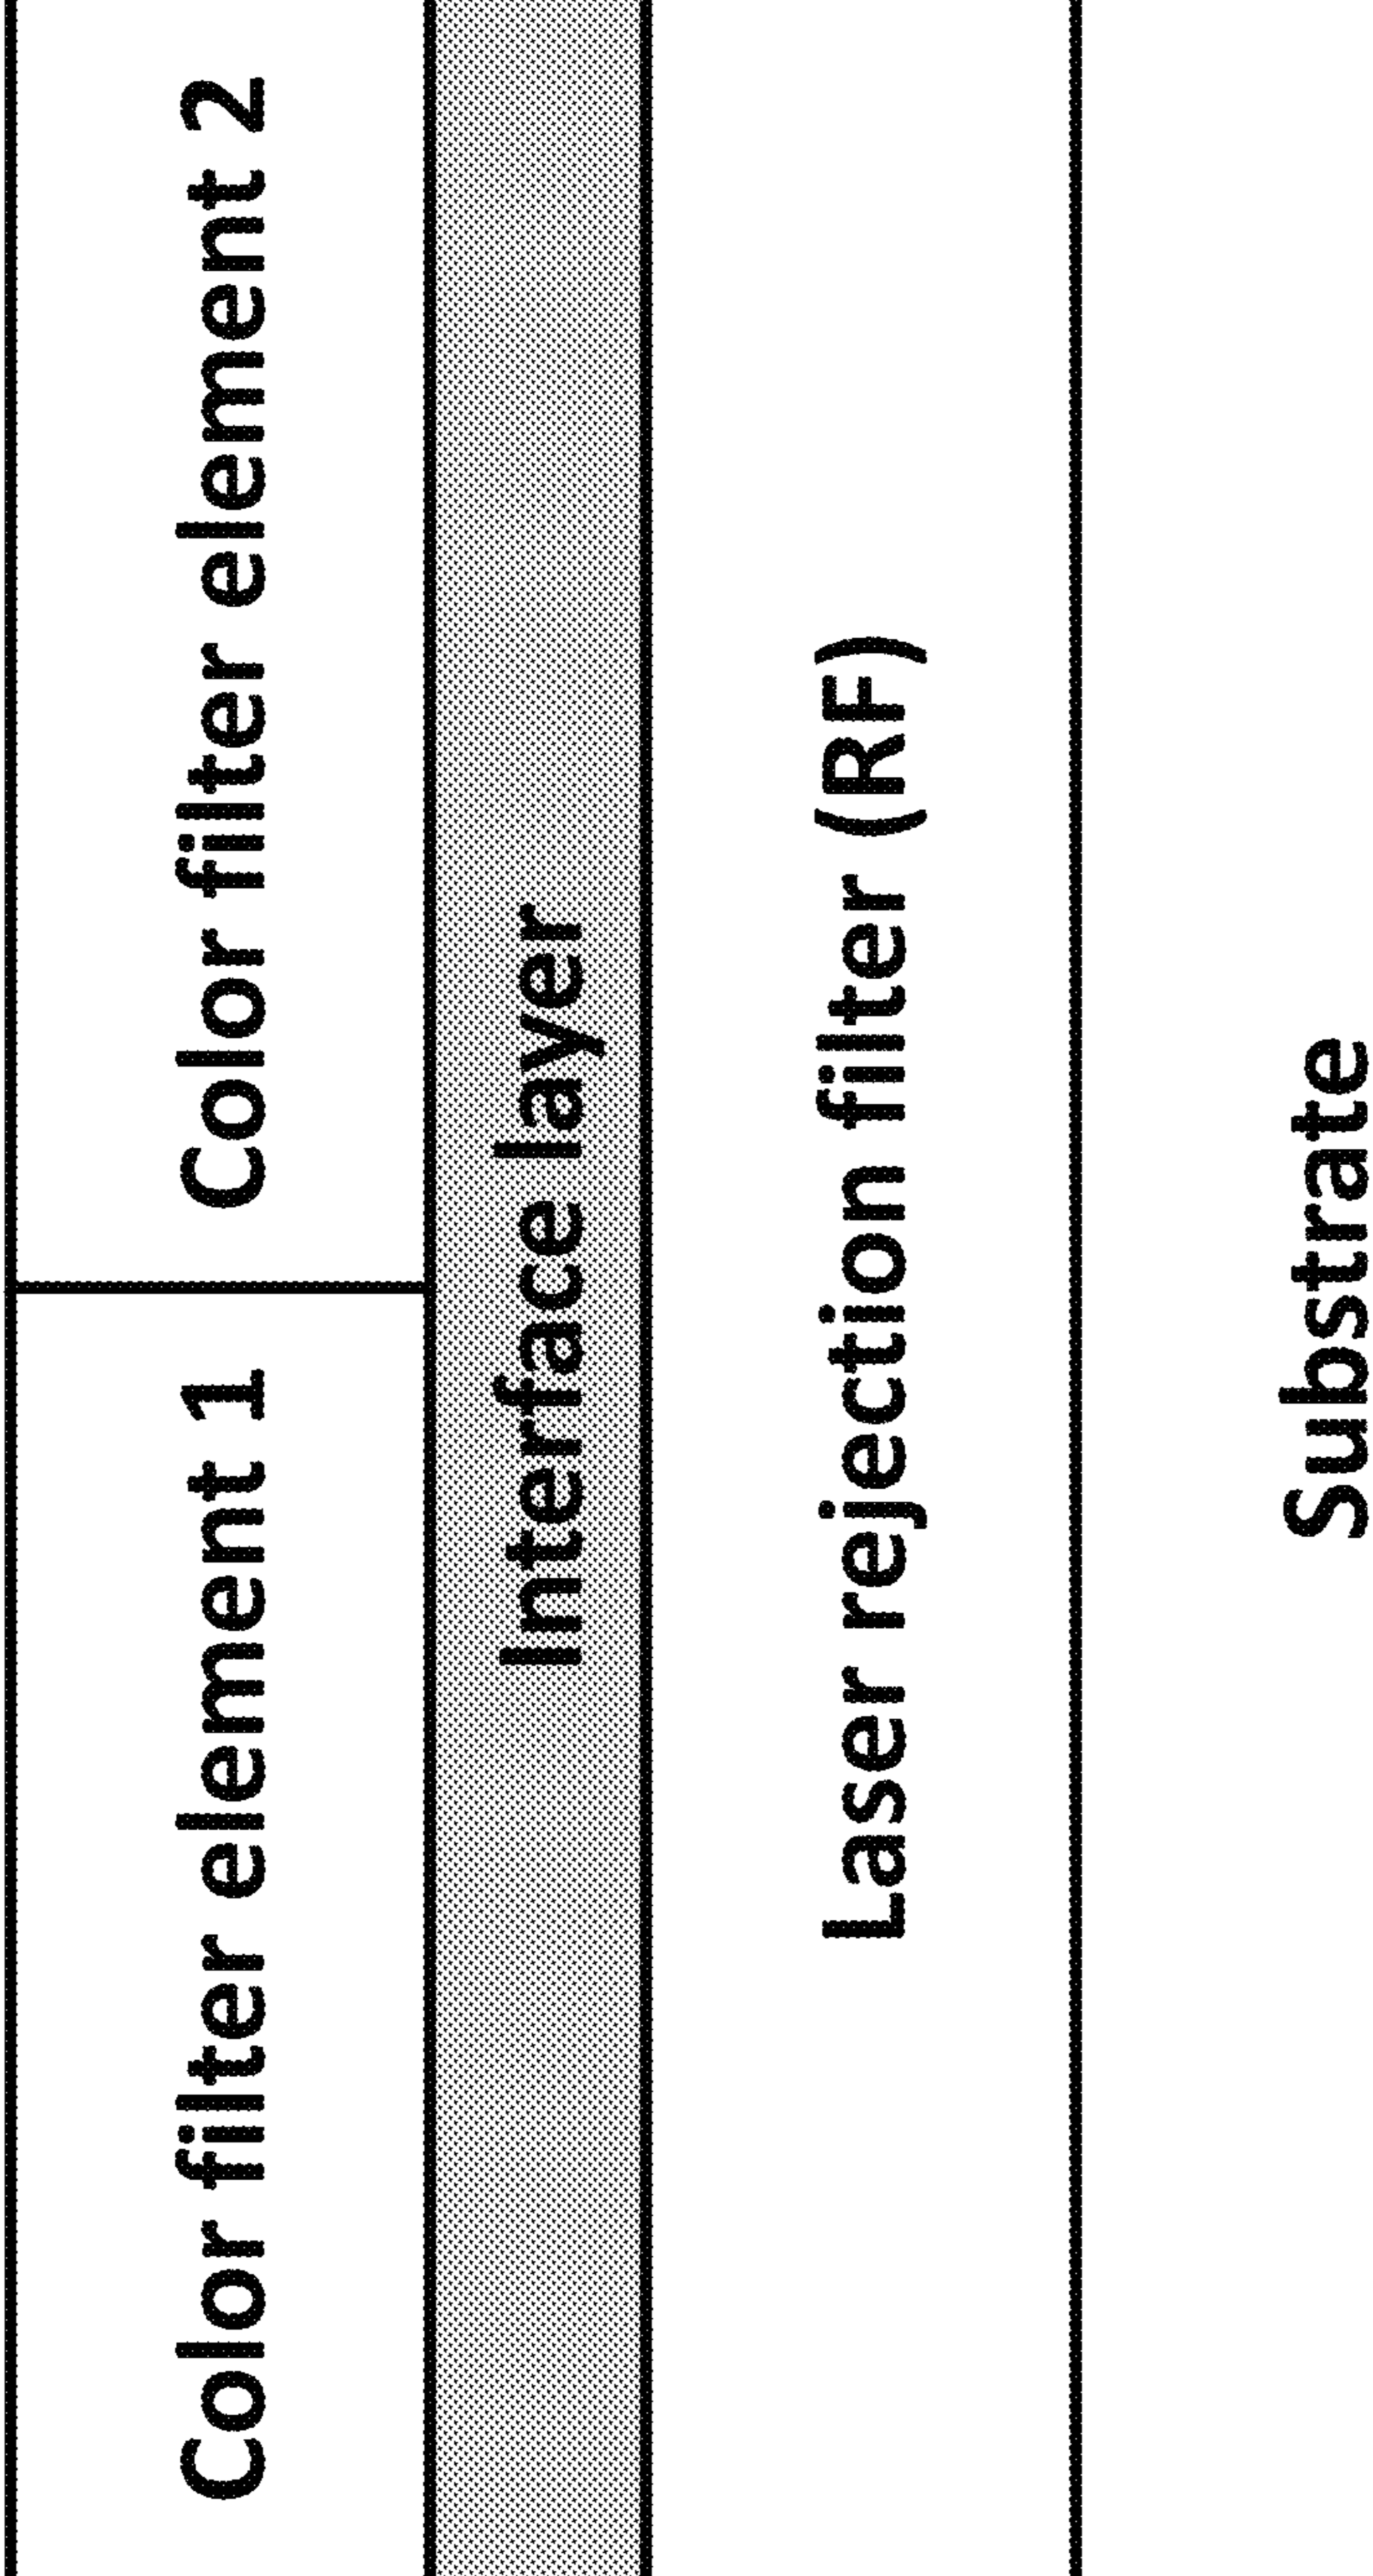 Color filter element 1
Color filter element 2
Interface layer
Laser rejection filter (RF)
Substrate